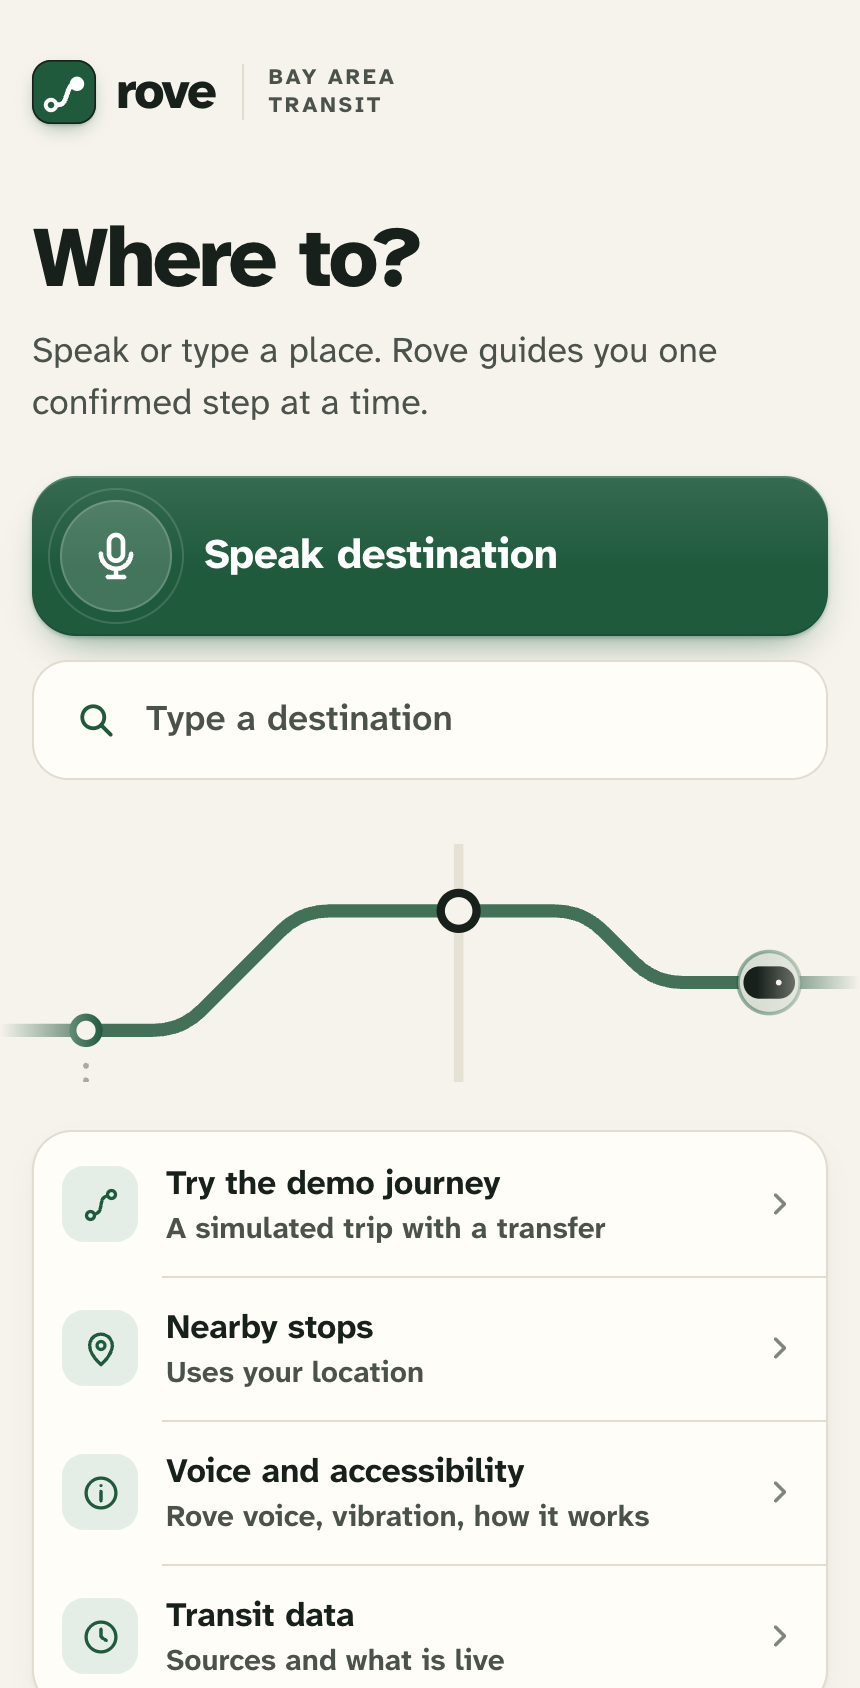 rove
BAY AREA
TRANSIT
Where to?
Speak or type a place. Rove guides you one
confirmed step at a time.
Speak destination
Type a destination
Try the demo journey
A simulated trip with a transfer
Nearby stops
Uses your location
Voice and accessibility
Rove voice, vibration, how it works
Transit data
Sources and what is live